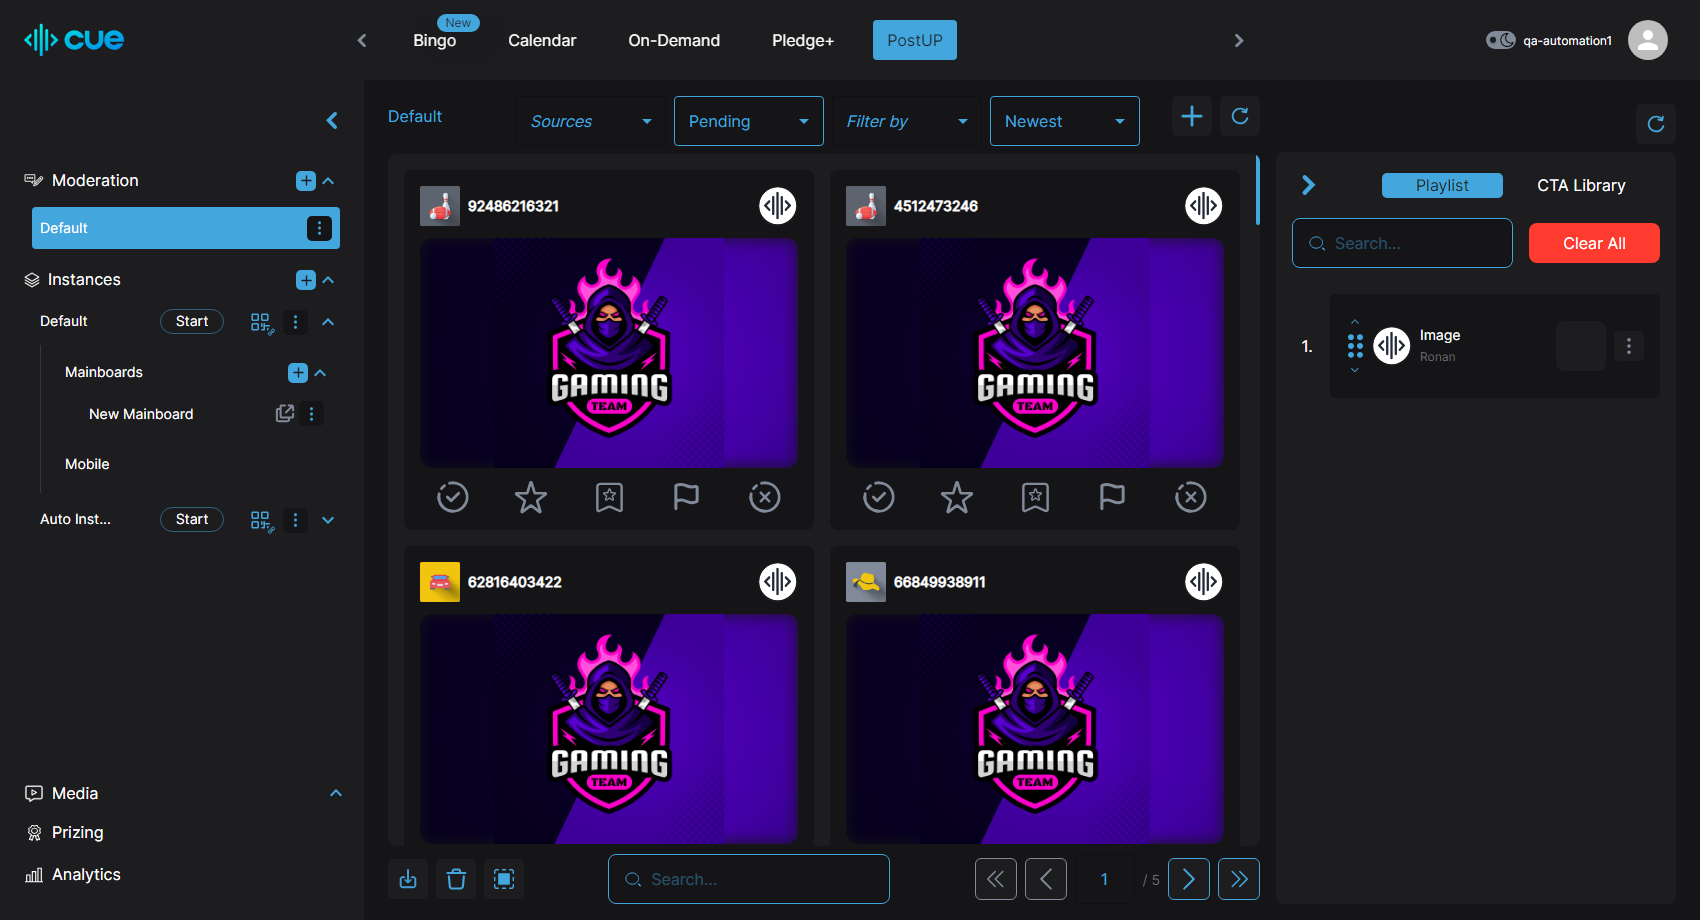 cue
New
Bingo
Calendar
On-Demand
Pledge+
PostUP
qa-automation1
Moderation
Default
Instances
Default
Start
Mainboards
New Mainboard
Mobile
Auto Inst...
Start
Media
Prizing
Analytics
Default
Sources
Pending
Filter by
Newest
92486216321
GAMING
TEAM
4512473246
GAMING
TEAM
62816403422
GAMING
TEAM
66849938911
GAMING
TEAM
Search...
1
/ 5
Playlist
CTA Library
Search...
Clear All
1.
Image
Ronan